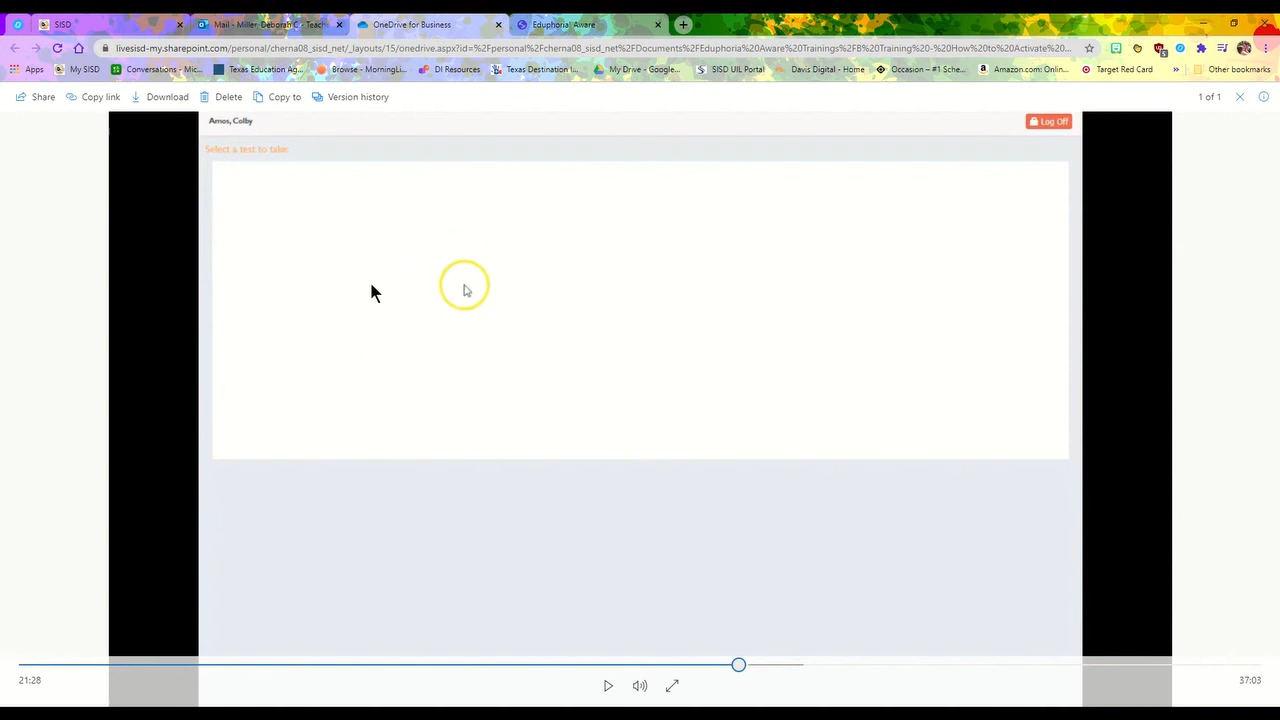 SISD
Mail - Miller, Deborah C - Teach
OneDrive for Business
Eduphoria! Aware
livesisd-my.sharepoint.com/personal/cherna08_sisd_net/_layouts/15/onedrive.aspx?id=%2Fpersonal%2Fcherna08_sisd_net%2FDocuments%2FEduphoria%20Aware%20Training%2FB%20Training%20-%20How%20to%20Activate%20...
Apps
My SISD
Conversations - Mic...
Texas Education Ag...
Browse - MorningLi...
DI Resources
Texas Destination I...
My Drive - Google...
SISD UIL Portal
Davis Digital - Home
Occasion – #1 Sche...
Amazon.com: Onlin...
Target Red Card
»
Other bookmarks
Share
Copy link
Download
Delete
Copy to
Version history
1 of 1
Amos, Colby
Log Off
Select a test to take:
21:28
37:03